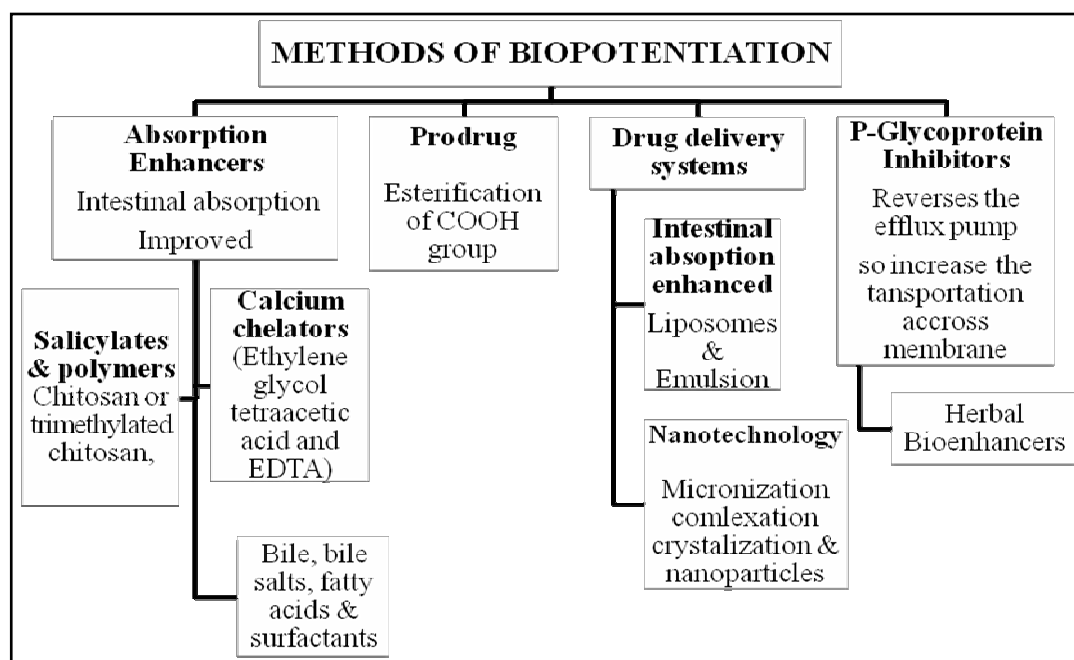 METHODS OF BIOPOTENTIATION
Absorption
Enhancers
Intestinal absorption
Improved
Prodrug
Esterification
of COOH
group
Drug delivery
systems
P-Glycoprotein
Inhibitors
Reverses the
efflux pump
so increase the
tansportation
accross
membrane
Salicylates
& polymers
Chitosan or
trimethylated
chitosan,
Calcium
chelators
(Ethylene
glycol
tetraacetic
acid and
EDTA)
Bile, bile
salts, fatty
acids &
surfactants
Intestinal
absoption
enhanced
Liposomes
&
Emulsion
Nanotechnology
Micronization
comlexation
crystalization &
nanoparticles
Herbal
Bioenhancers